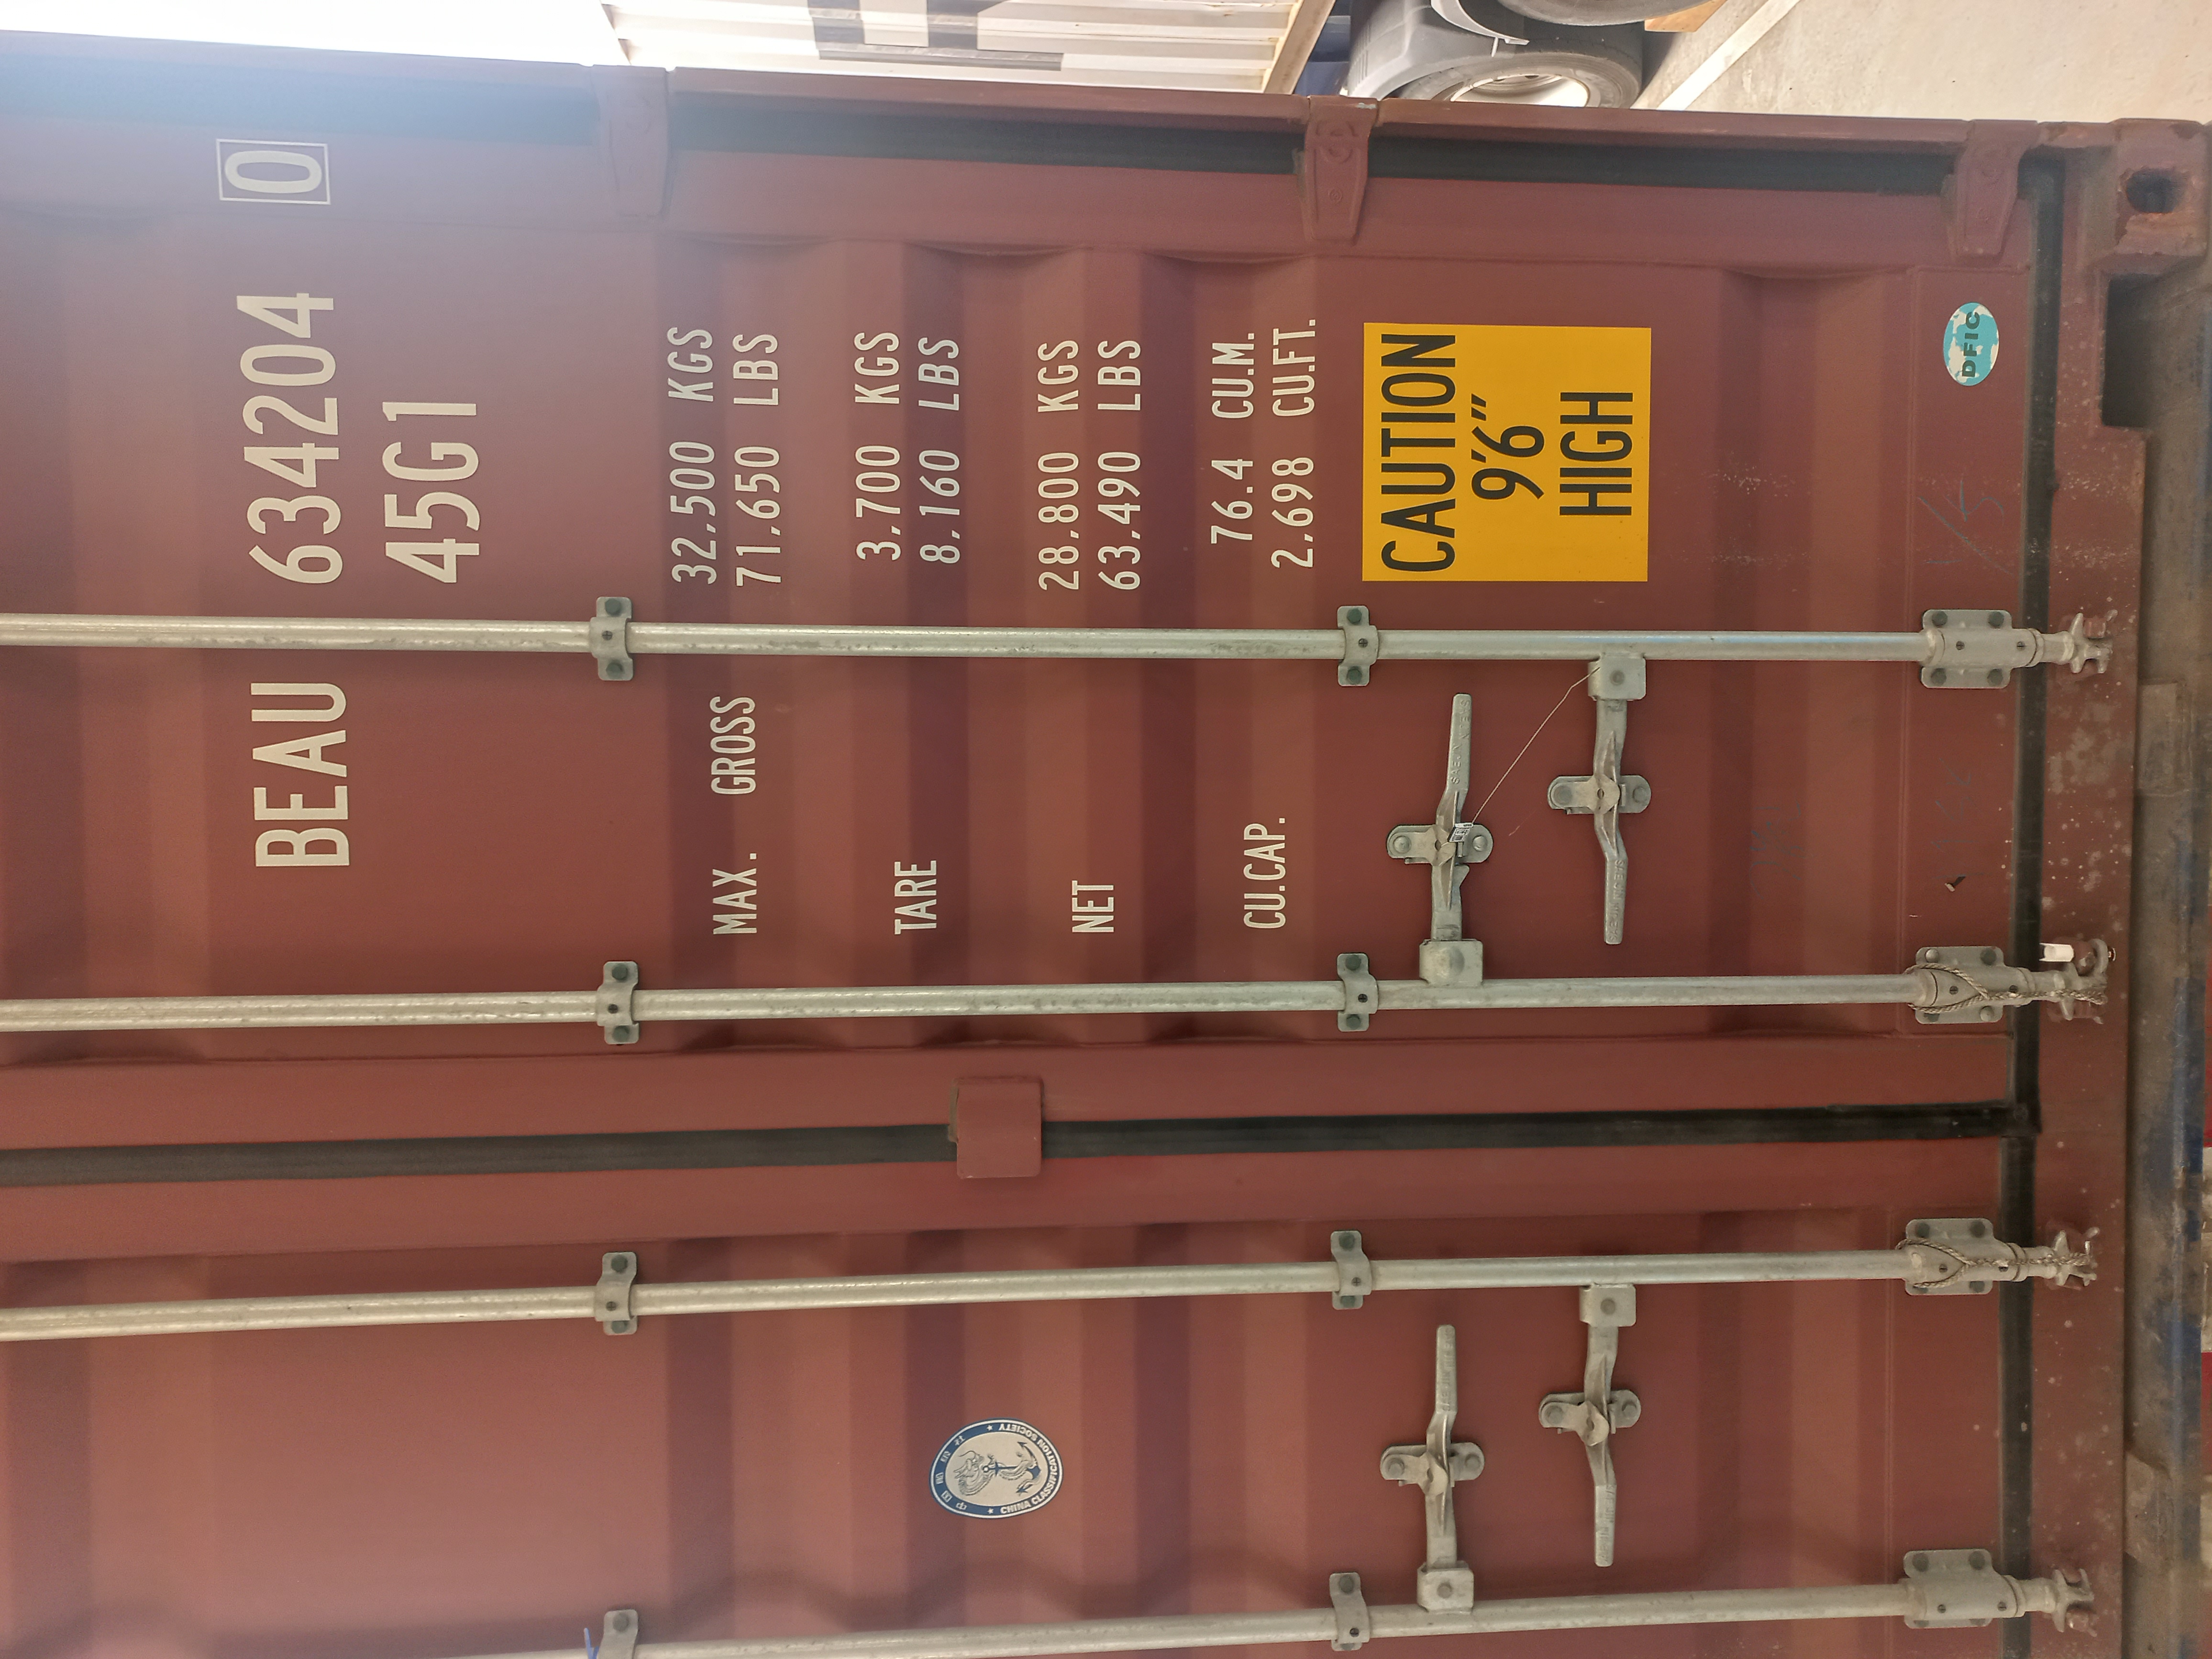 BEAU 634204 0
45G1
MAX. GROSS 32,500 KGS
71,650 LBS
TARE 3,700 KGS
8,160 LBS
NET 28,800 KGS
63,490 LBS
CU.CAP. 76.4 CU.M.
2,698 CU.FT.
CAUTION
9'6"
HIGH
DFIC
CHINA CLASSIFICATION SOCIETY